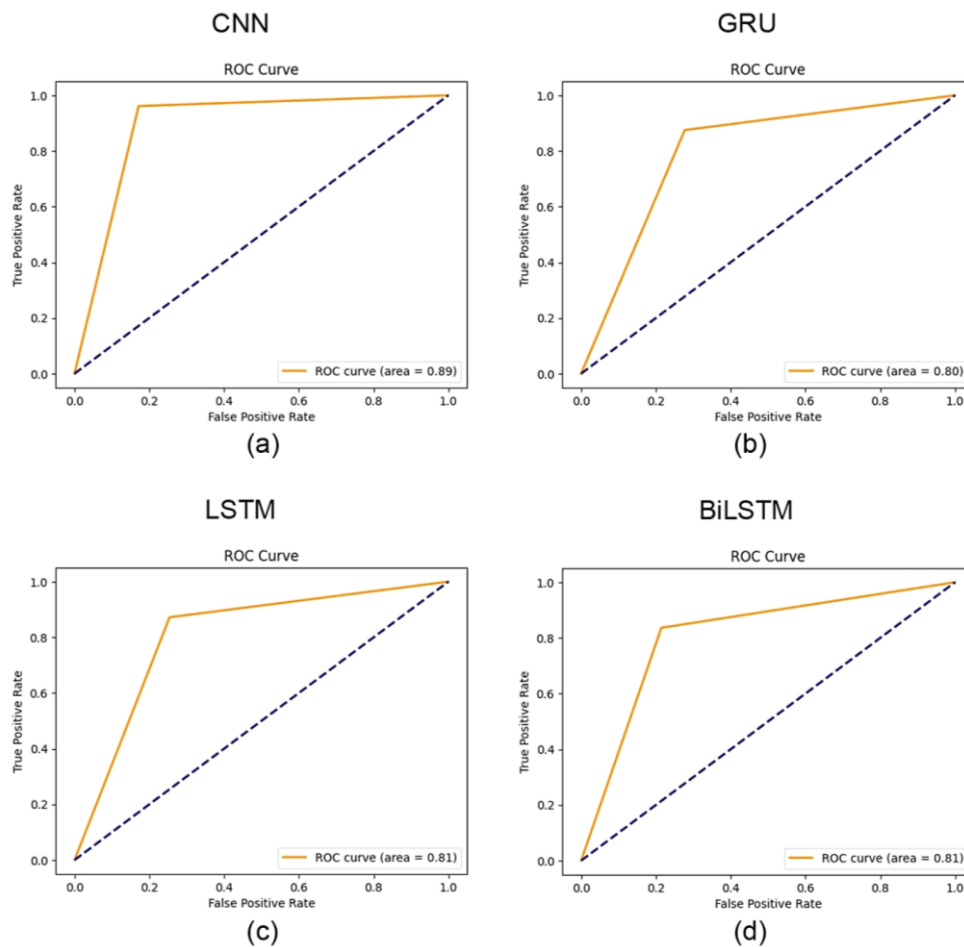 CNN
ROC Curve
True Positive Rate
1.0
0.8
0.6
0.4
0.2
0.0
ROC curve (area = 0.89)
0.0 0.2 0.4 0.6 0.8 1.0
False Positive Rate
(a)
GRU
ROC Curve
True Positive Rate
1.0
0.8
0.6
0.4
0.2
0.0
ROC curve (area = 0.80)
0.0 0.2 0.4 0.6 0.8 1.0
False Positive Rate
(b)
LSTM
ROC Curve
True Positive Rate
1.0
0.8
0.6
0.4
0.2
0.0
ROC curve (area = 0.81)
0.0 0.2 0.4 0.6 0.8 1.0
False Positive Rate
(c)
BiLSTM
ROC Curve
True Positive Rate
1.0
0.8
0.6
0.4
0.2
0.0
ROC curve (area = 0.81)
0.0 0.2 0.4 0.6 0.8 1.0
False Positive Rate
(d)